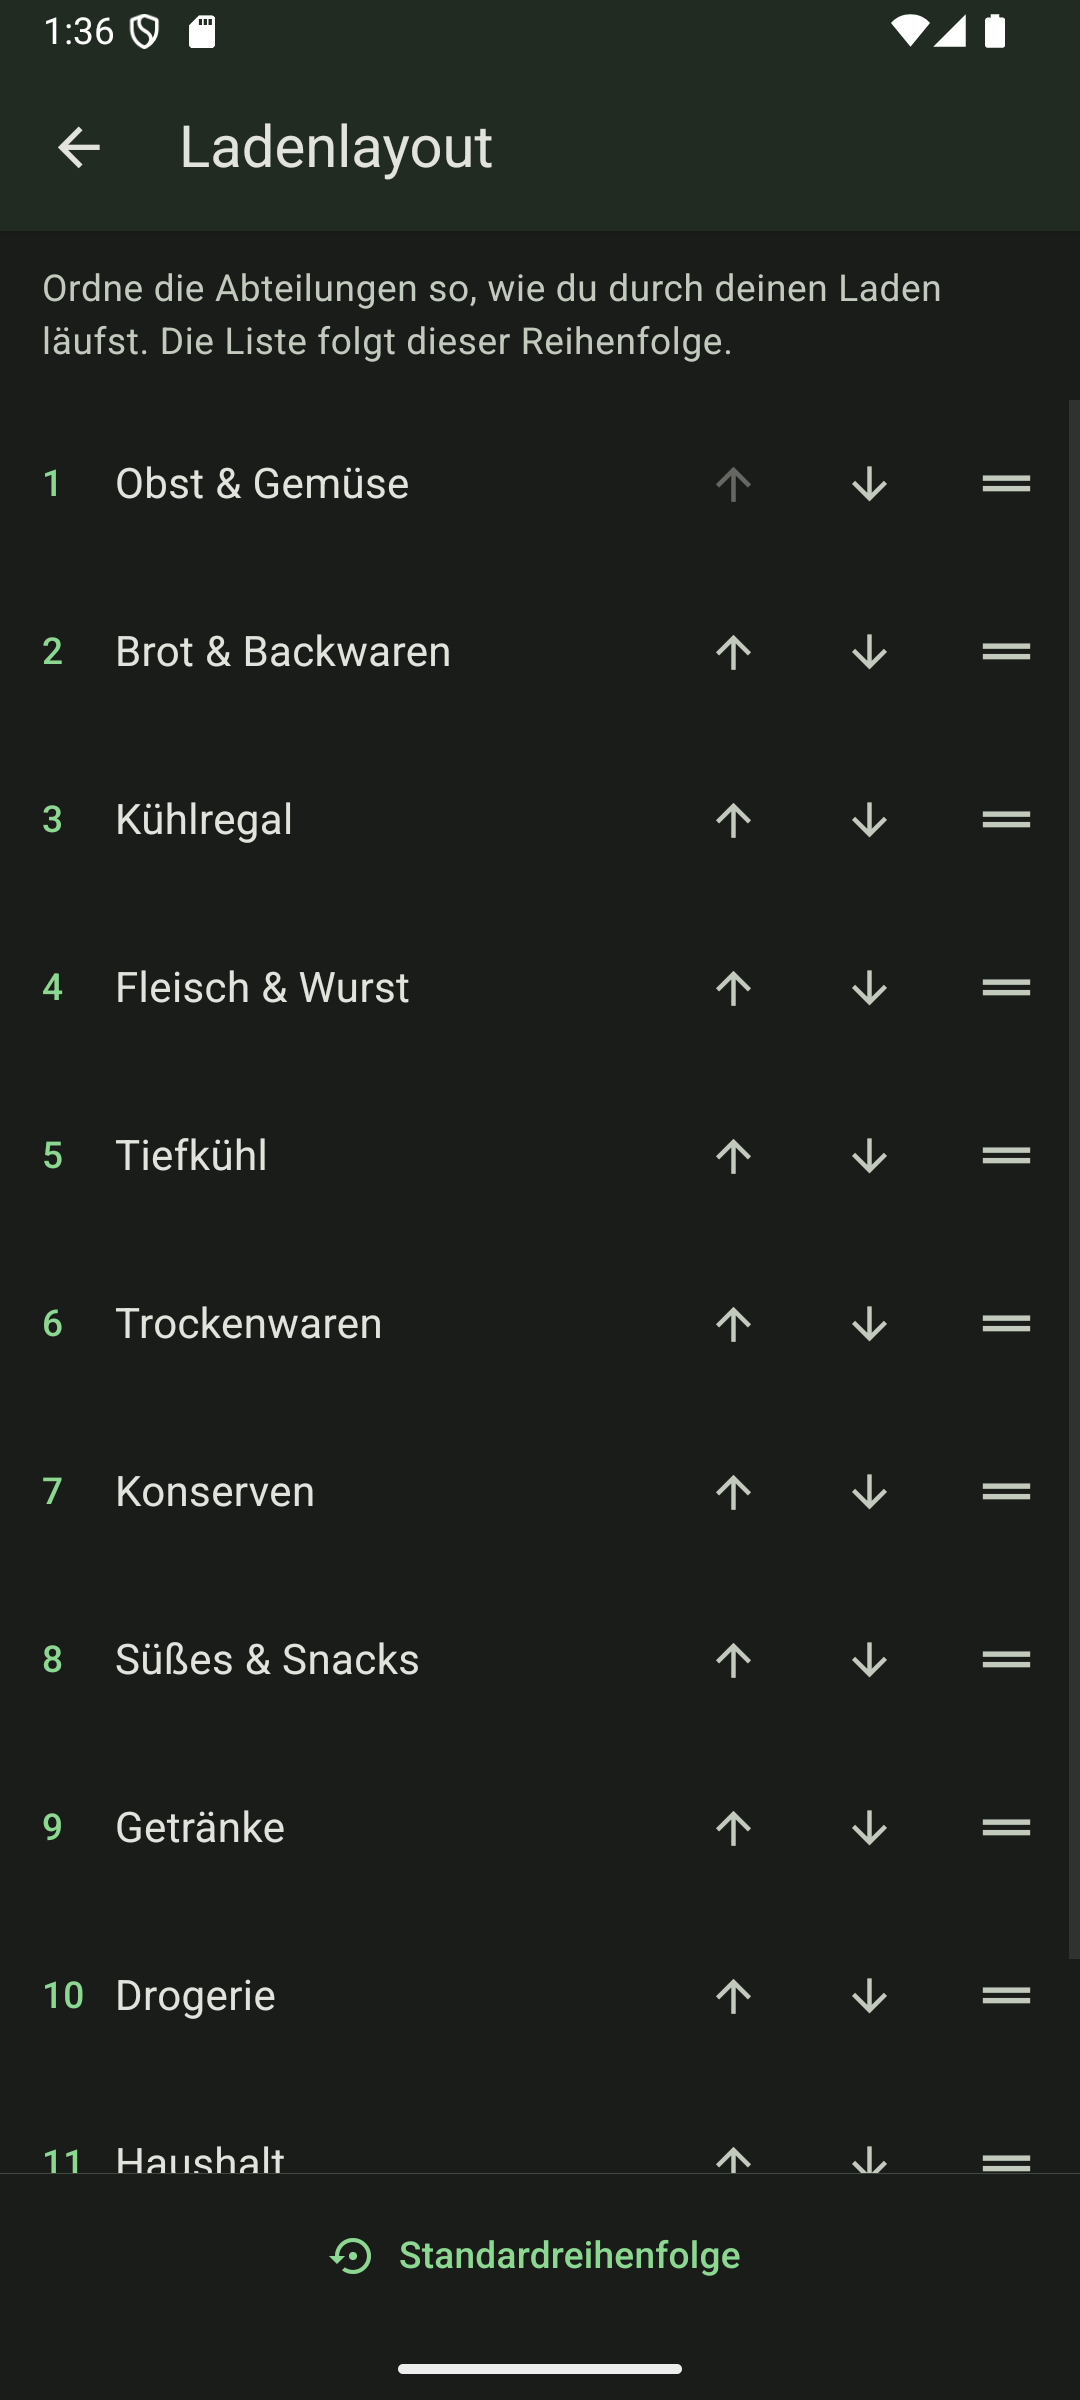 1:36
Ladenlayout
Ordne die Abteilungen so, wie du durch deinen Laden
läufst. Die Liste folgt dieser Reihenfolge.
1 Obst & Gemüse
2 Brot & Backwaren
3 Kühlregal
4 Fleisch & Wurst
5 Tiefkühl
6 Trockenwaren
7 Konserven
8 Süßes & Snacks
9 Getränke
10 Drogerie
11 Haushalt
Standardreihenfolge